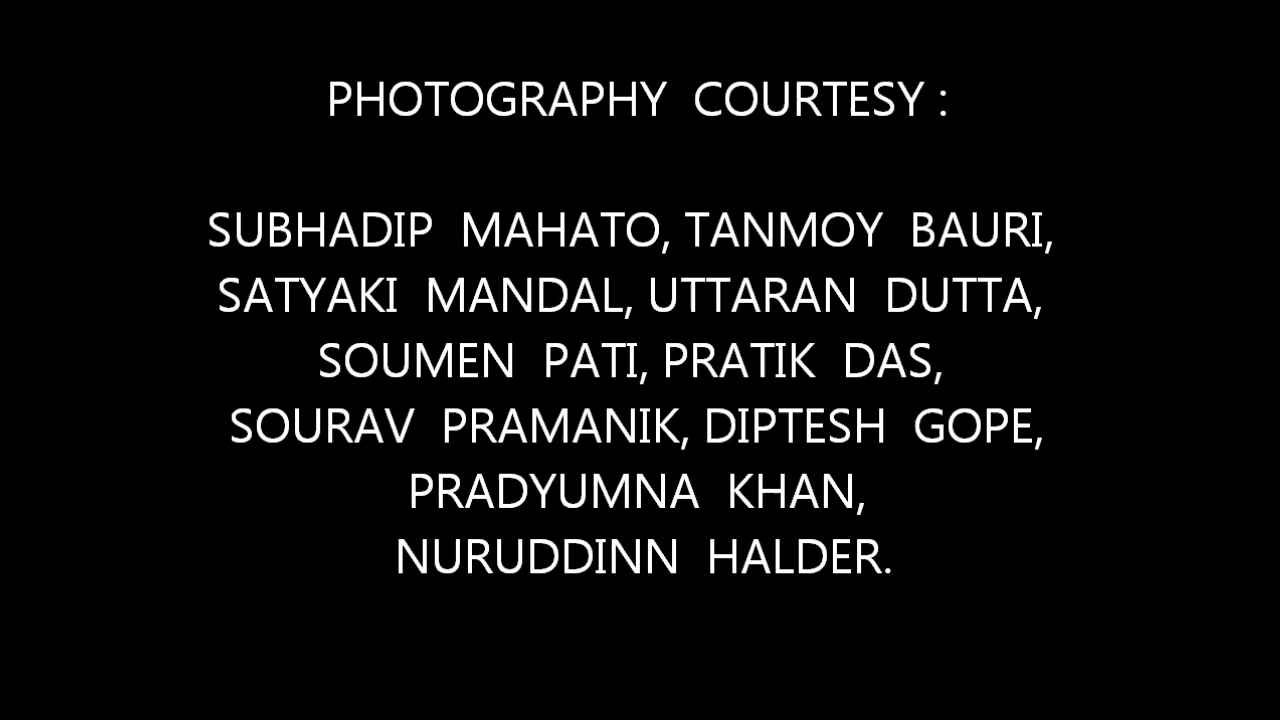 PHOTOGRAPHY COURTESY :
SUBHADIP MAHATO, TANMOY BAURI,
SATYAKI MANDAL, UTTARAN DUTTA,
SOUMEN PATI, PRATIK DAS,
SOURAV PRAMANIK, DIPTESH GOPE,
PRADYUMNA KHAN,
NURUDDINN HALDER.